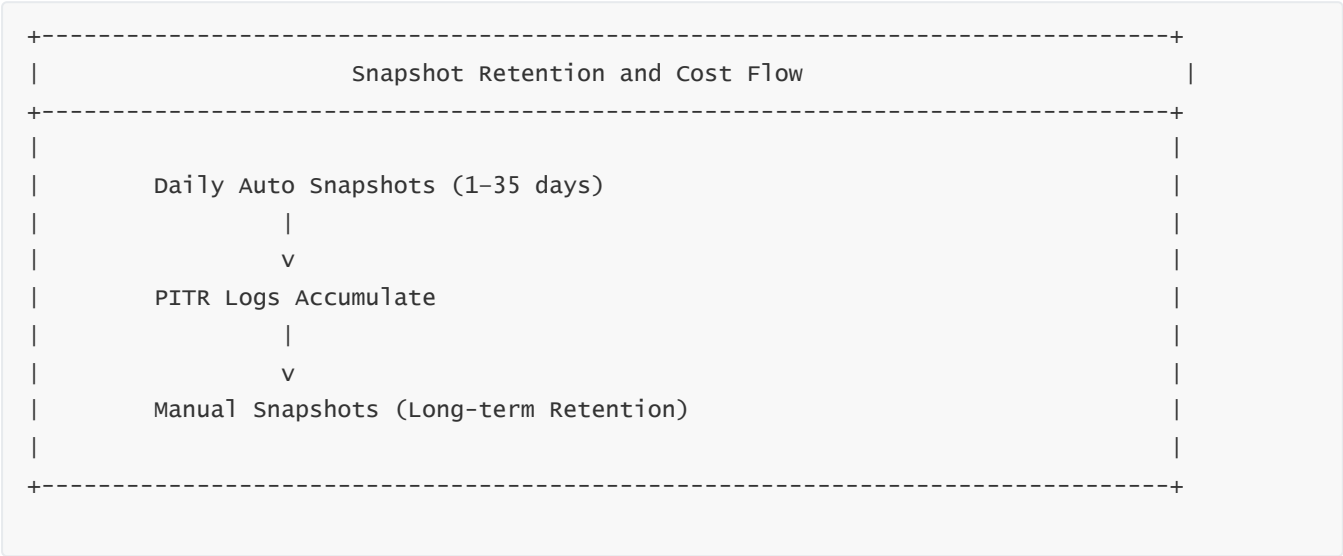 +--------------------------------------------------------------------------------+
| Snapshot Retention and Cost Flow |
+--------------------------------------------------------------------------------+
| |
| Daily Auto Snapshots (1–35 days) |
| | |
| v |
| PITR Logs Accumulate |
| | |
| v |
| Manual Snapshots (Long-term Retention) |
| |
+--------------------------------------------------------------------------------+